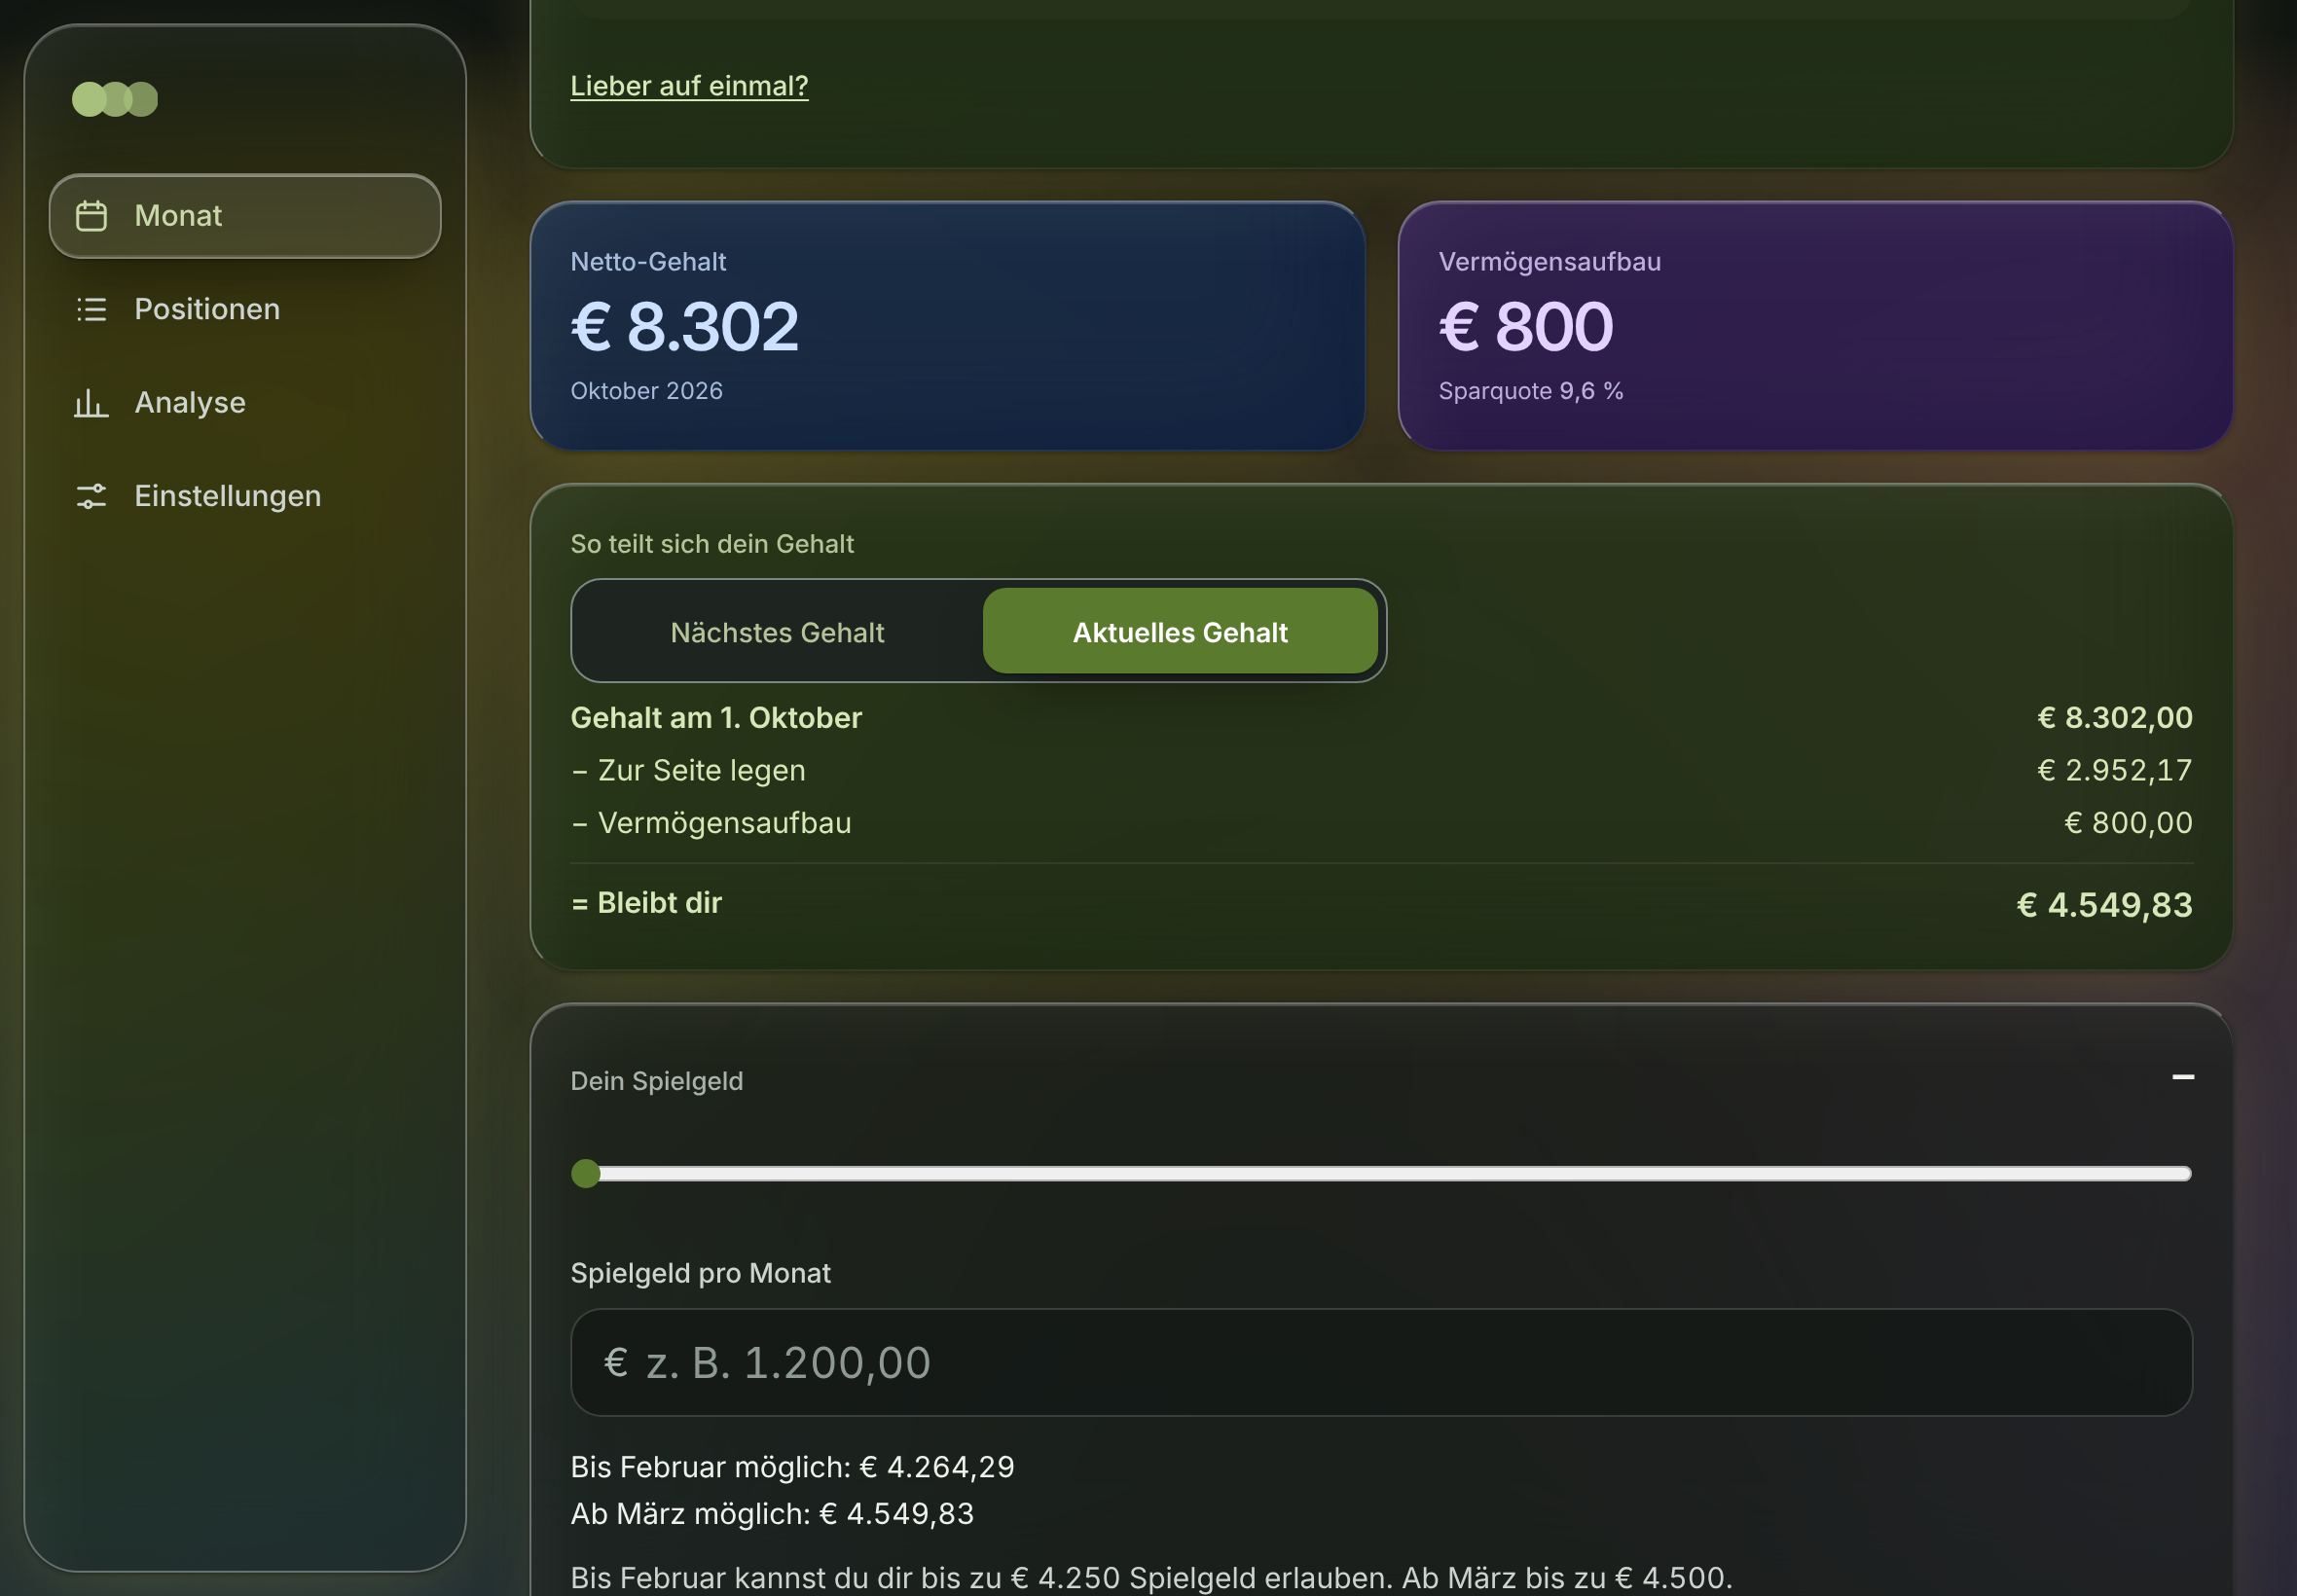 Monat
Positionen
Analyse
Einstellungen
Lieber auf einmal?
Netto-Gehalt
€ 8.302
Oktober 2026
Vermögensaufbau
€ 800
Sparquote 9,6 %
So teilt sich dein Gehalt
Nächstes Gehalt
Aktuelles Gehalt
Gehalt am 1. Oktober € 8.302,00
− Zur Seite legen € 2.952,17
− Vermögensaufbau € 800,00
= Bleibt dir € 4.549,83
Dein Spielgeld –
Spielgeld pro Monat
€ z. B. 1.200,00
Bis Februar möglich: € 4.264,29
Ab März möglich: € 4.549,83
Bis Februar kannst du dir bis zu € 4.250 Spielgeld erlauben. Ab März bis zu € 4.500.